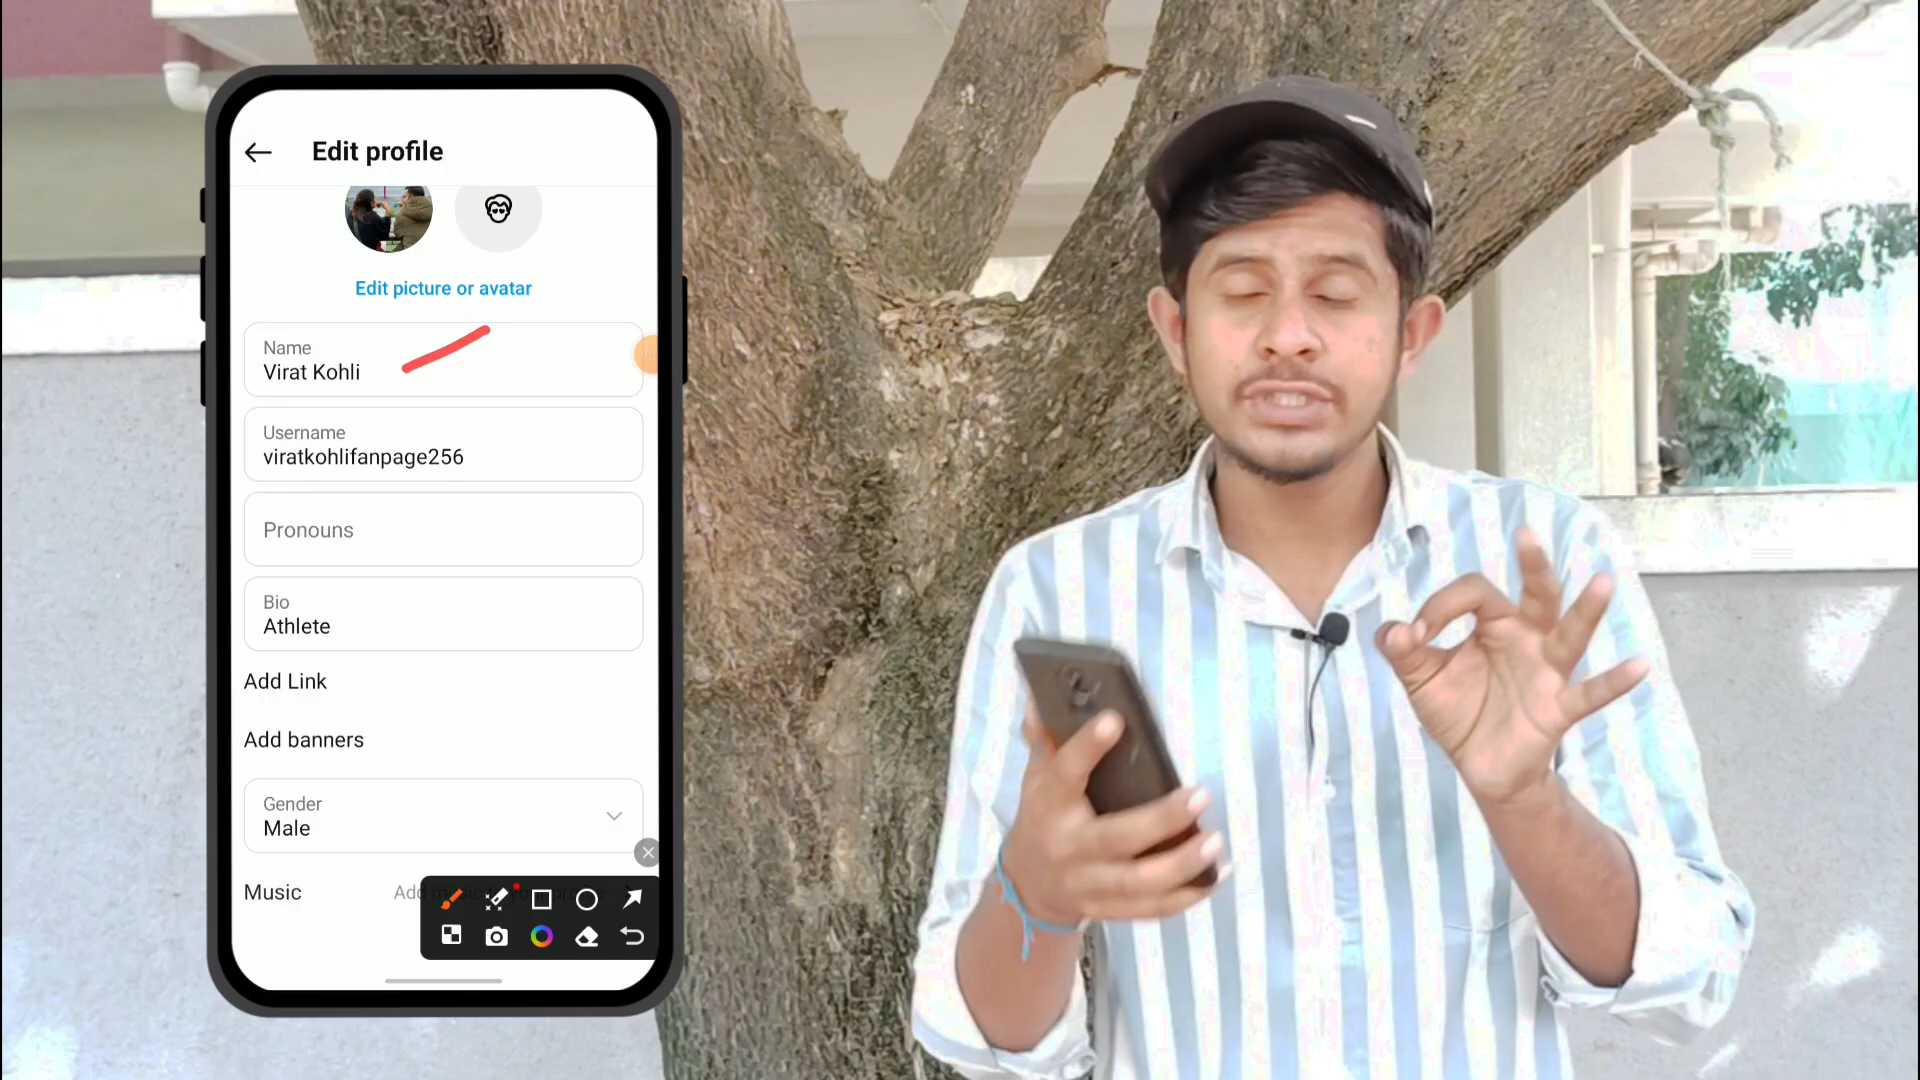 Edit profile
Edit picture or avatar
Name
Virat Kohli
Username
viratkohlifanpage256
Pronouns
Bio
Athlete
Add Link
Add banners
Gender
Male
Music
Add